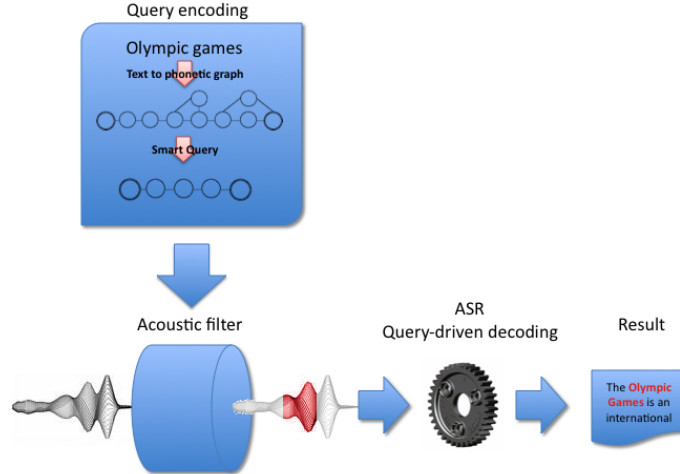 Query encoding
Olympic games
Text to phonetic graph
Smart Query
Acoustic filter
ASR
Query-driven decoding
Result
The Olympic
Games is an
international